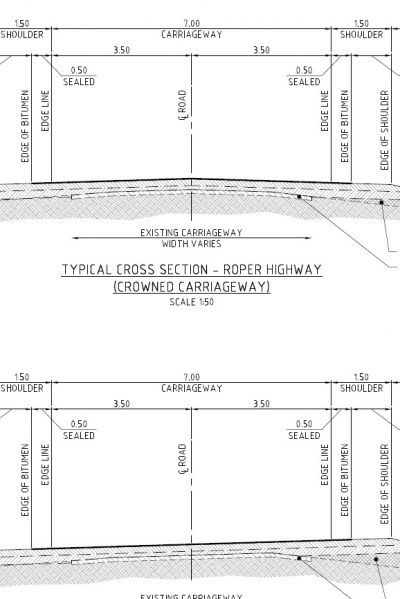 1.50 7.00 1.50
SHOULDER CARRIAGEWAY SHOULDER
3.50 3.50
0.50 0.50
SEALED SEALED
EDGE OF BITUMEN
EDGE LINE
℄ ROAD
EDGE LINE
EDGE OF BITUMEN
EDGE OF SHOULDER
EXISTING CARRIAGEWAY
WIDTH VARIES
TYPICAL CROSS SECTION - ROPER HIGHWAY
(CROWNED CARRIAGEWAY)
SCALE 1:50
1.50 7.00 1.50
SHOULDER CARRIAGEWAY SHOULDER
3.50 3.50
0.50 0.50
SEALED SEALED
EDGE OF BITUMEN
EDGE LINE
℄ ROAD
EDGE LINE
EDGE OF BITUMEN
EDGE OF SHOULDER
EXISTING CARRIAGEWAY